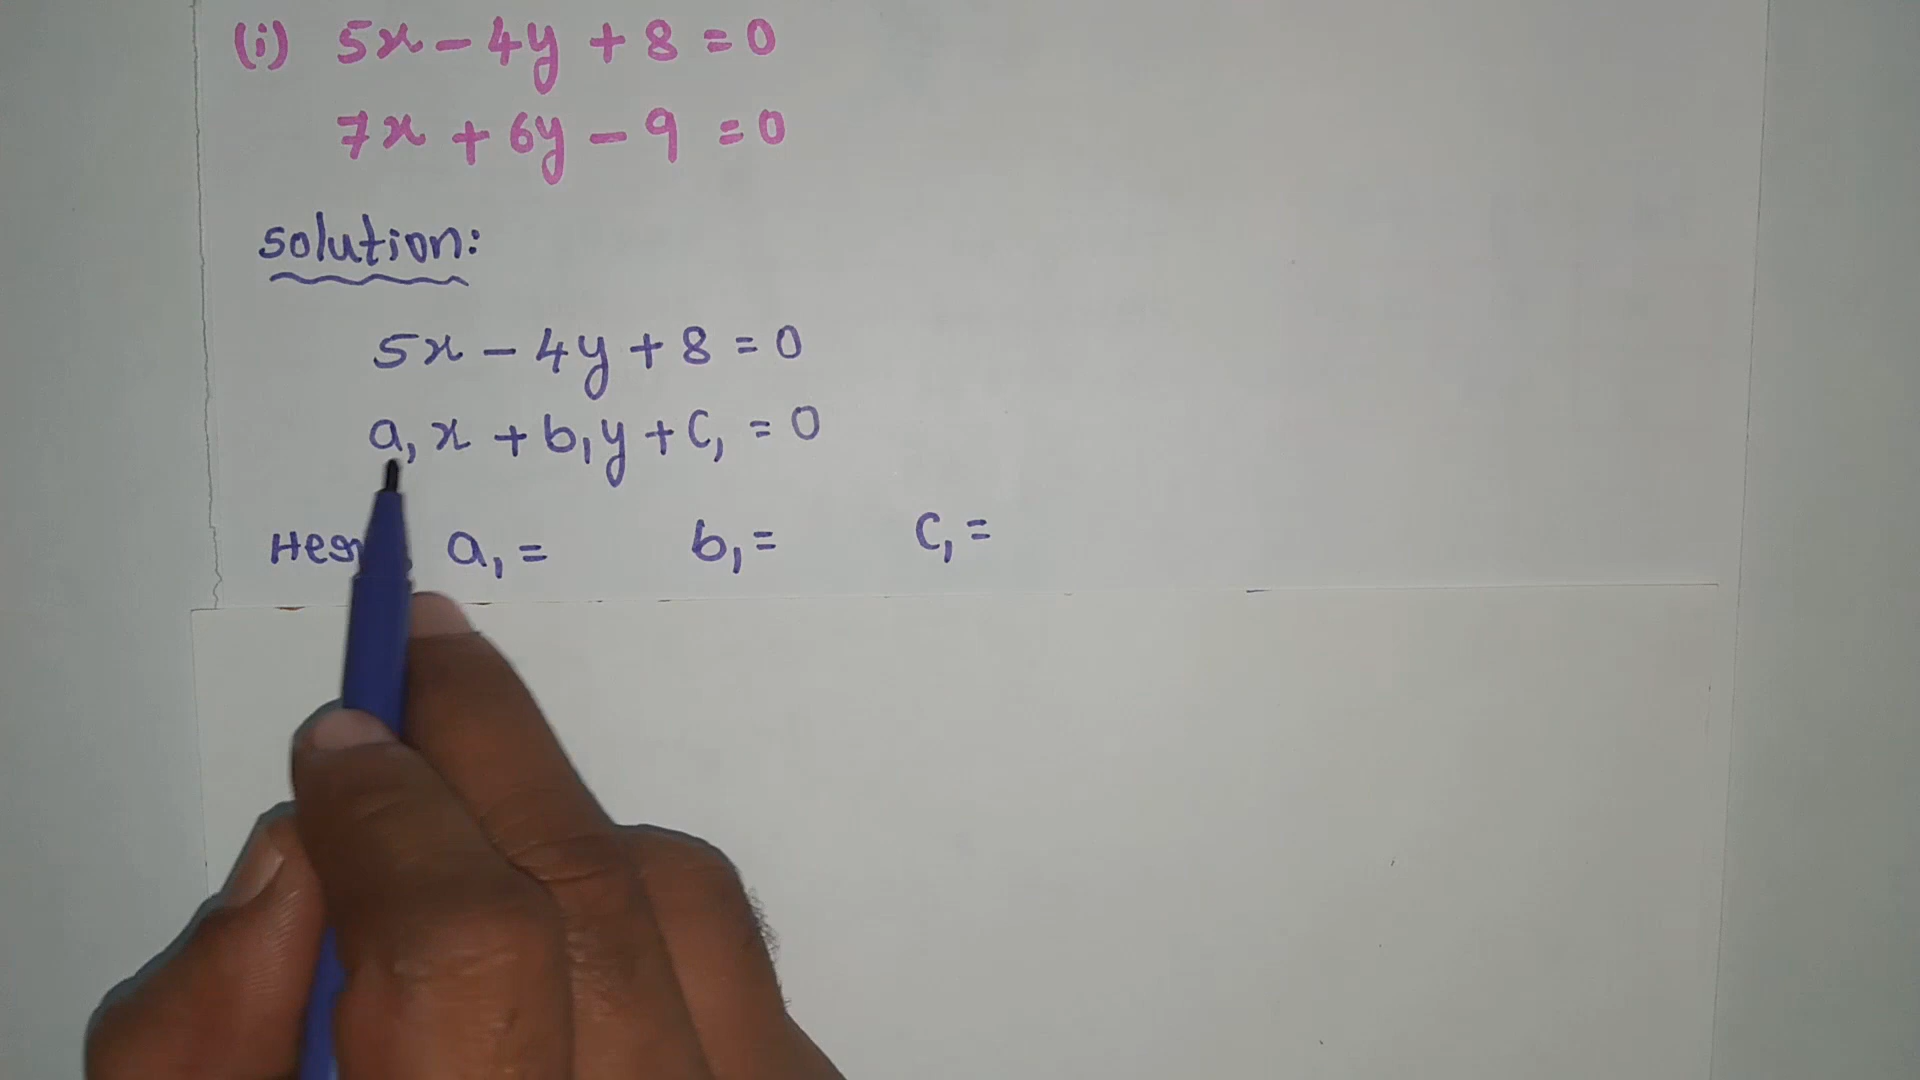 (i) 5x - 4y + 8 = 0
7x + 6y - 9 = 0
Solution:
5x - 4y + 8 = 0
a₁x + b₁y + c₁ = 0
a₁ = b₁ = c₁ =